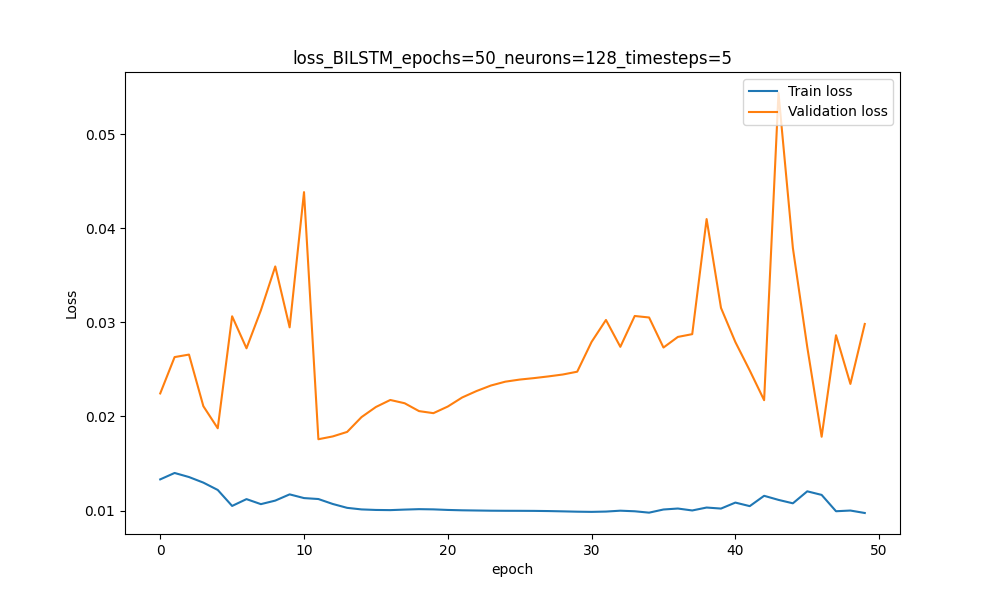 loss_BILSTM_epochs=50_neurons=128_timesteps=5
Train loss
Validation loss
0.05
0.04
0.03
0.02
0.01
Loss
0 10 20 30 40 50
epoch